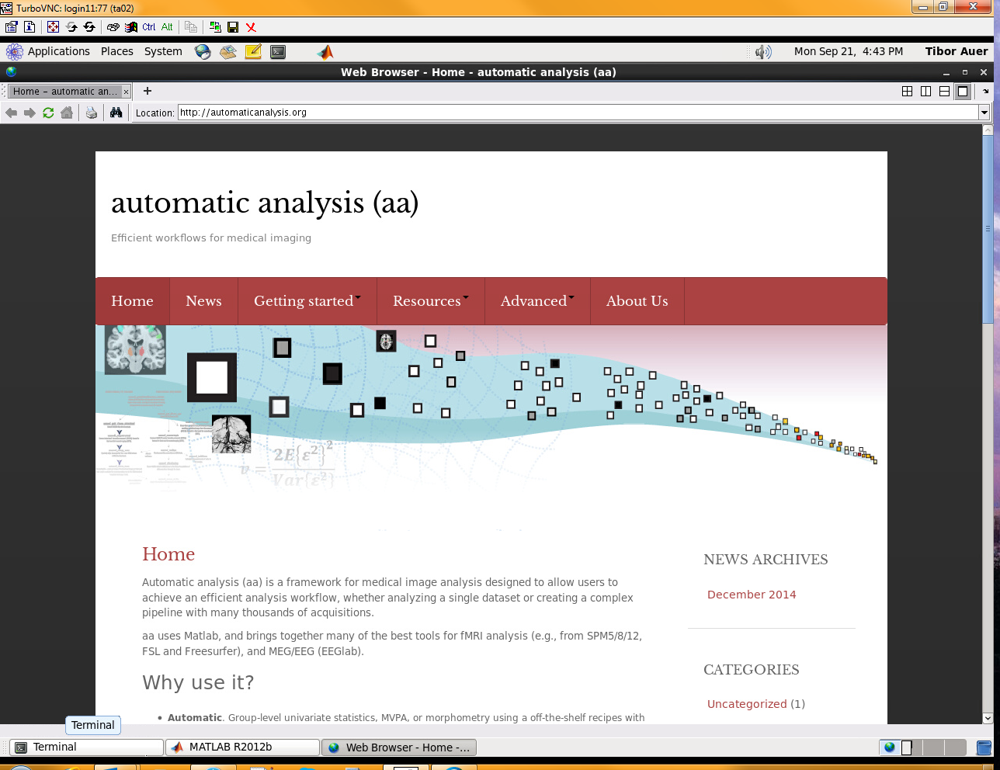 TurboVNC: login11:77 (ta02)
Ctrl Alt
Applications Places System Mon Sep 21, 4:43 PM Tibor Auer
Web Browser - Home - automatic analysis (aa)
Home - automatic an...
Location: http://automaticanalysis.org
automatic analysis (aa)
Efficient workflows for medical imaging
Home News Getting started Resources Advanced About Us
υ = 2E{ε²}² / Var{ε²}
Home
Automatic analysis (aa) is a framework for medical image analysis designed to allow users to
achieve an efficient analysis workflow, whether analyzing a single dataset or creating a complex
pipeline with many thousands of acquisitions.
aa uses Matlab, and brings together many of the best tools for fMRI analysis (e.g., from SPM5/8/12,
FSL and Freesurfer), and MEG/EEG (EEGlab).
Why use it?
• Automatic. Group-level univariate statistics, MVPA, or morphometry using a off-the-shelf recipes with
NEWS ARCHIVES
December 2014
CATEGORIES
Uncategorized (1)
Terminal
Terminal MATLAB R2012b Web Browser - Home -...